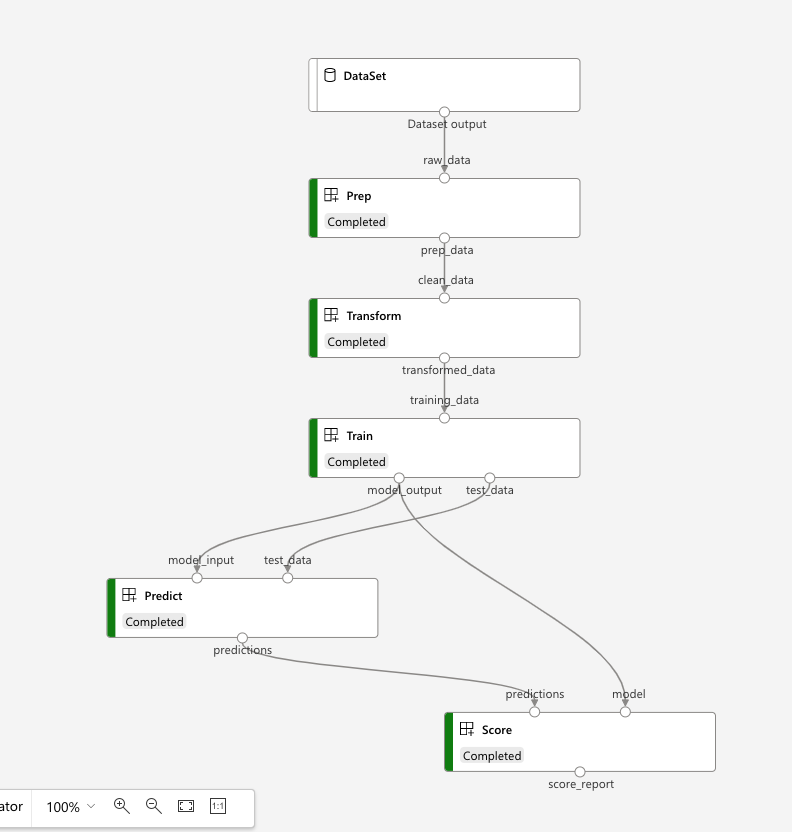 DataSet
Dataset output
raw_data
Prep
Completed
prep_data
clean_data
Transform
Completed
transformed_data
training_data
Train
Completed
model_output
test_data
model_input
test_data
Predict
Completed
predictions
predictions
model
Score
Completed
score_report
ator
100%
1:1